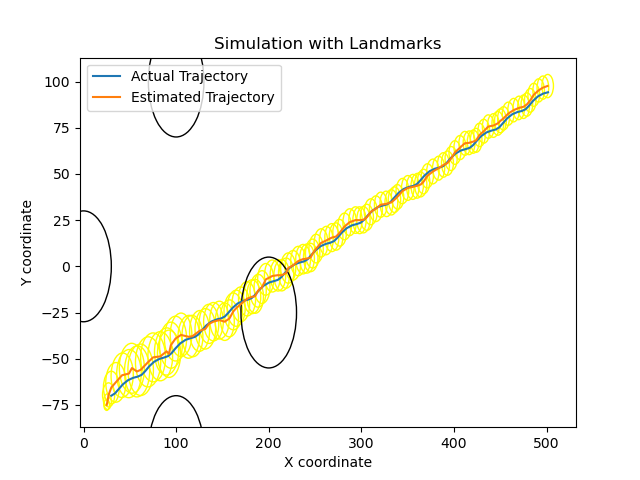 Simulation with Landmarks
Actual Trajectory
Estimated Trajectory
100
75
50
25
0
−25
−50
−75
Y coordinate
0 100 200 300 400 500
X coordinate